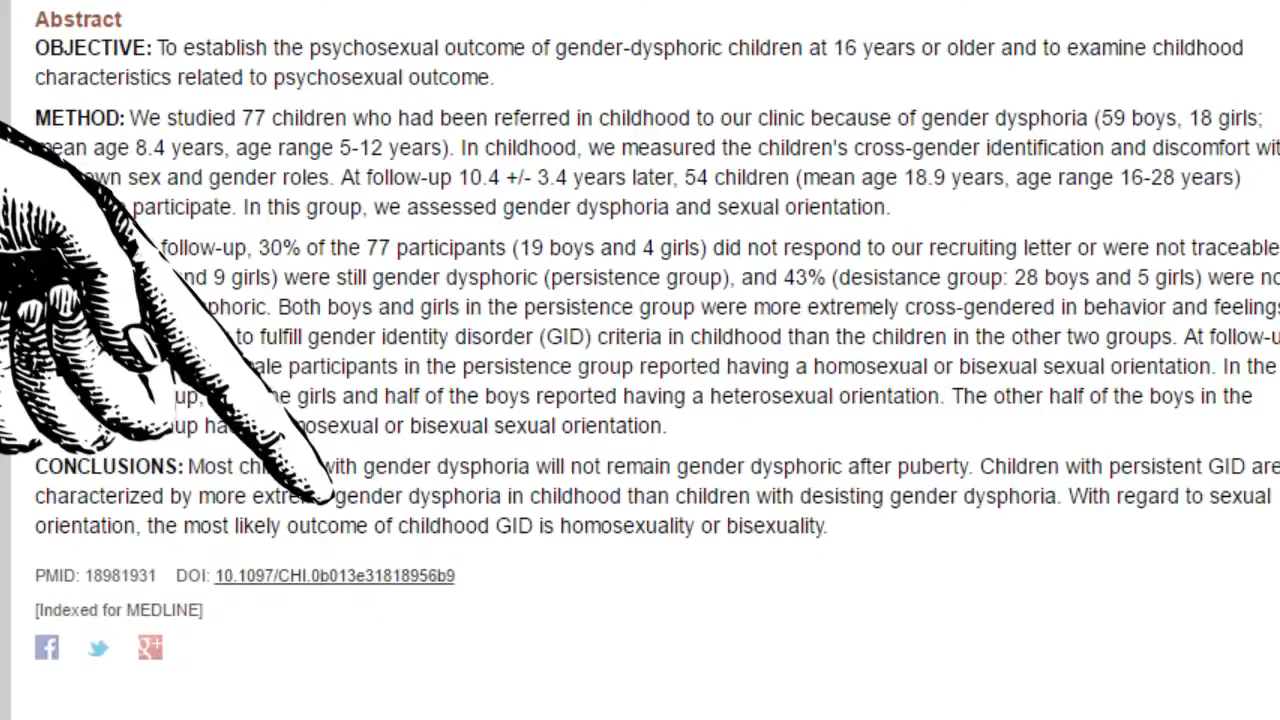 Abstract
OBJECTIVE: To establish the psychosexual outcome of gender-dysphoric children at 16 years or older and to examine childhood
characteristics related to psychosexual outcome.
METHOD: We studied 77 children who had been referred in childhood to our clinic because of gender dysphoria (59 boys, 18 girls;
mean age 8.4 years, age range 5-12 years). In childhood, we measured the children's cross-gender identification and discomfort
own sex and gender roles. At follow-up 10.4 +/- 3.4 years later, 54 children (mean age 18.9 years, age range 16-28 years)
participate. In this group, we assessed gender dysphoria and sexual orientation.
follow-up, 30% of the 77 participants (19 boys and 4 girls) did not respond to our recruiting letter or were not traceable
9 girls) were still gender dysphoric (persistence group), and 43% (desistance group: 28 boys and 5 girls) were
Both boys and girls in the persistence group were more extremely cross-gendered in behavior and feelings
to fulfill gender identity disorder (GID) criteria in childhood than the children in the other two groups. At
participants in the persistence group reported having a homosexual or bisexual sexual orientation. In the
girls and half of the boys reported having a heterosexual orientation. The other half of the boys in the
or bisexual sexual orientation.
CONCLUSIONS: Most with gender dysphoria will not remain gender dysphoric after puberty. Children with persistent GID are
characterized by more gender dysphoria in childhood than children with desisting gender dysphoria. With regard to sexual
orientation, the most likely outcome of childhood GID is homosexuality or bisexuality.
PMID: 18981931 DOI: 10.1097/CHI.0b013e31818956b9
[Indexed for MEDLINE]